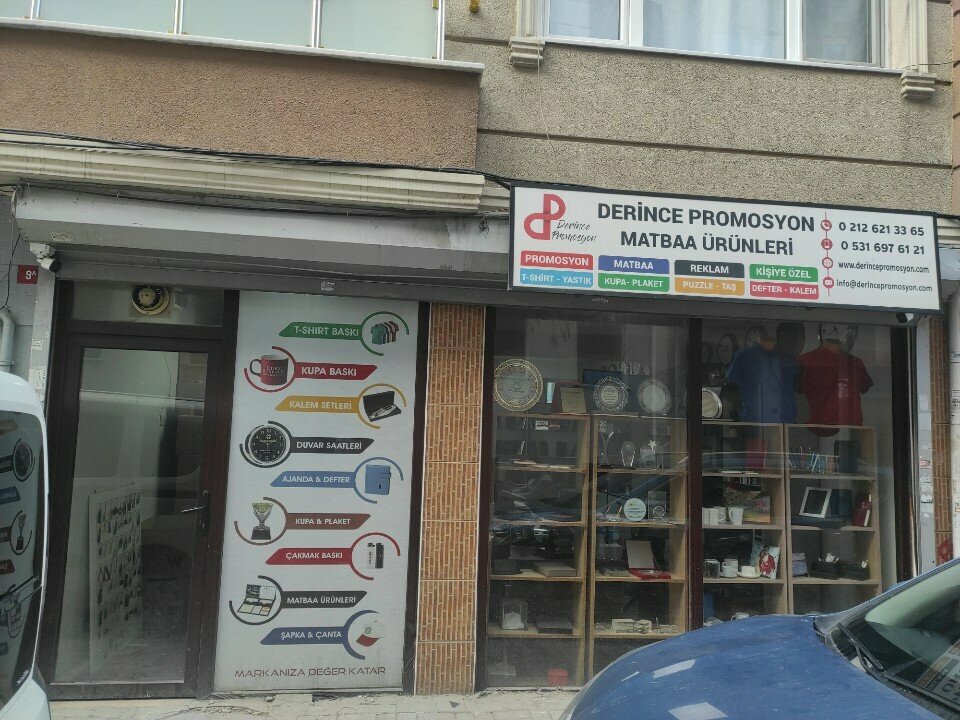 Derince
Promosyon
DERİNCE PROMOSYON
MATBAA ÜRÜNLERİ
0 212 621 33 65
0 531 697 61 21
www.derincepromosyon.com
info@derincepromosyon.com
PROMOSYON
MATBAA
REKLAM
KİŞİYE ÖZEL
T-SHIRT - YASTIK
KUPA- PLAKET
PUZZLE - TAŞ
DEFTER - KALEM
9A
T-SHIRT BASKI
KUPA BASKI
KALEM SETLERİ
DUVAR SAATLERİ
AJANDA & DEFTER
KUPA & PLAKET
ÇAKMAK BASKI
MATBAA ÜRÜNLERİ
ŞAPKA & ÇANTA
MARKANIZA DEĞER KATAR